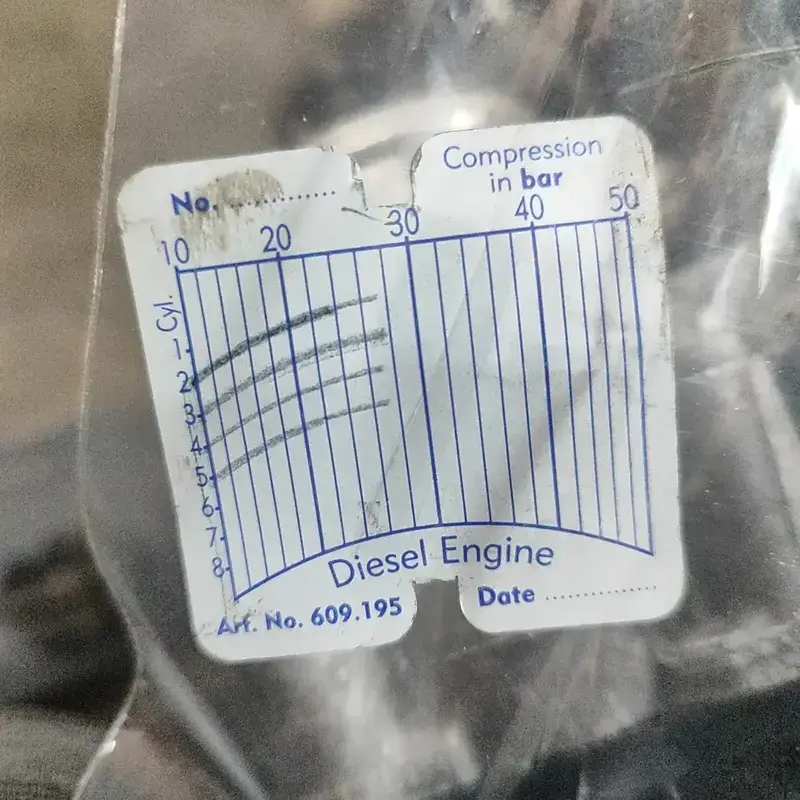 No. ................
Compression
in bar
10 20 30 40 50
Cyl.
1
2
3
4
5
6
7
8
Diesel Engine
Art. No. 609.195
Date ................